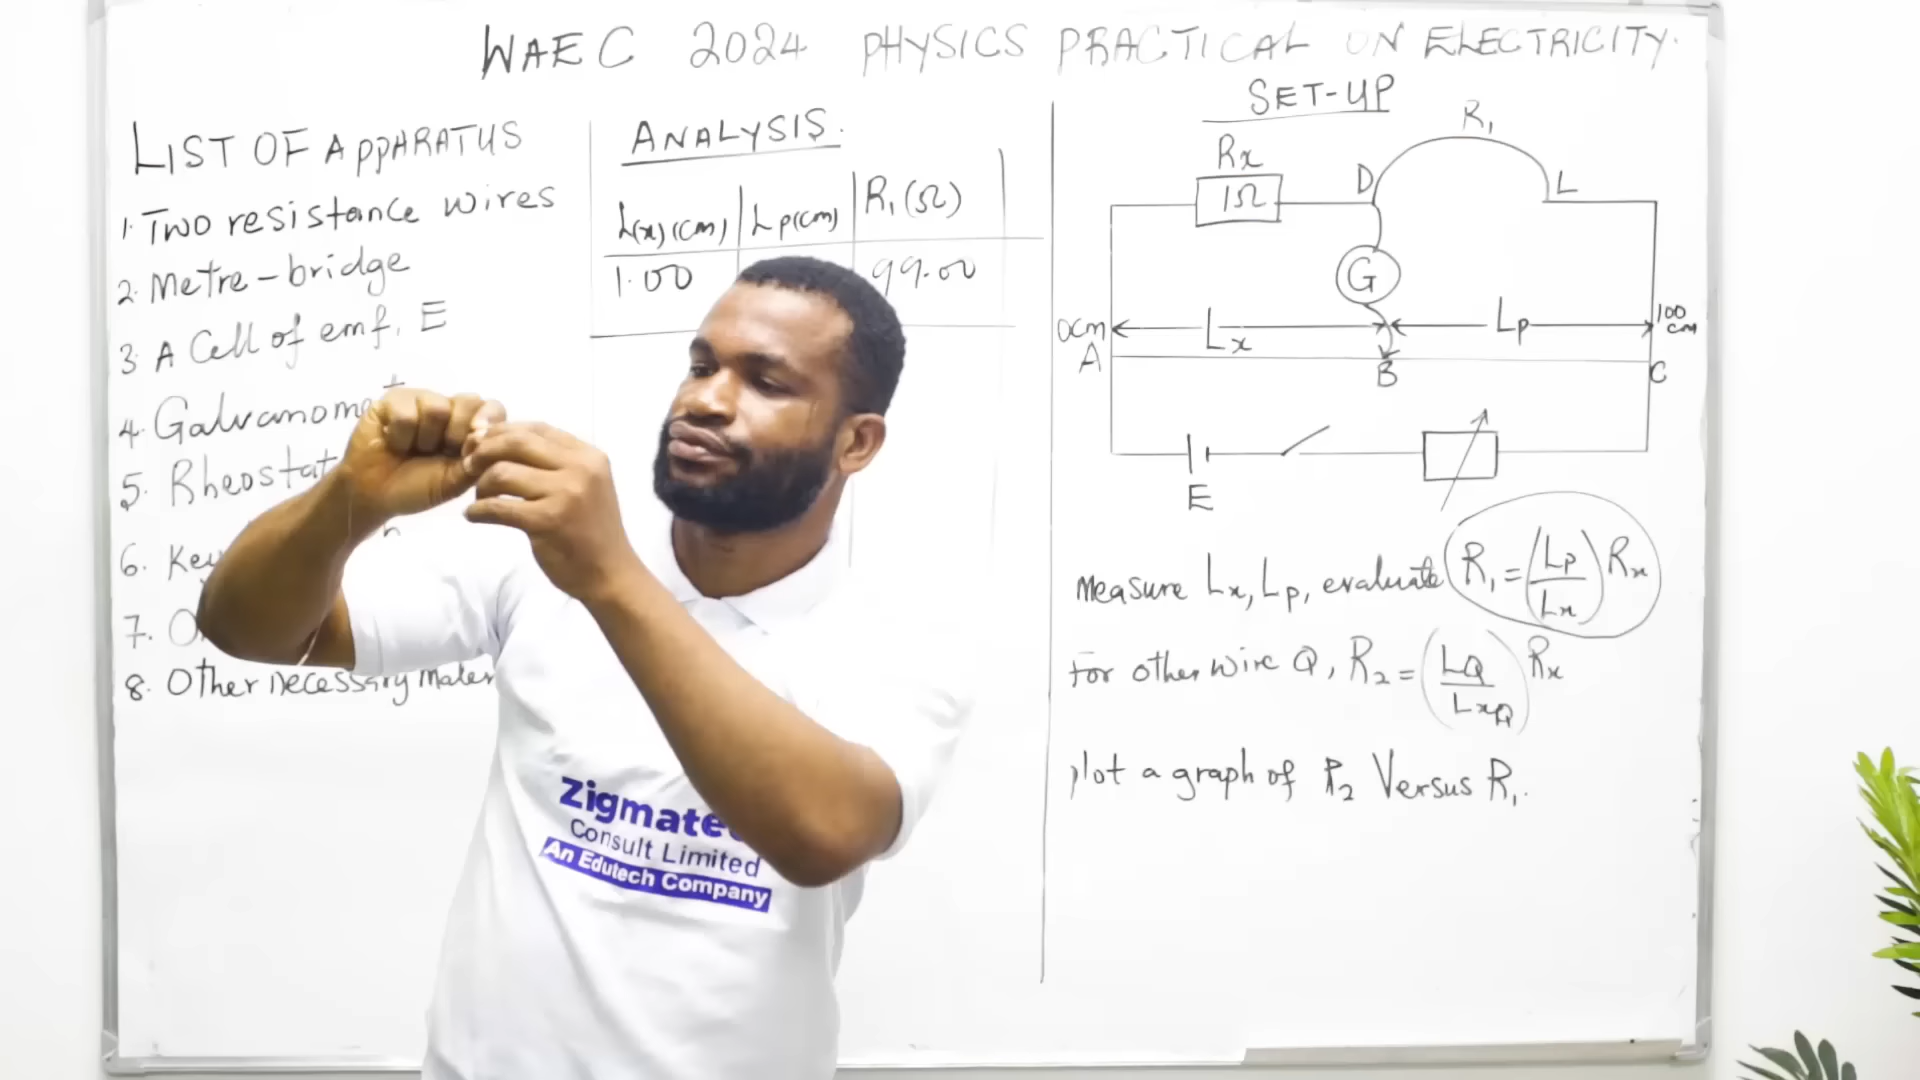 WAEC 2024 PHYSICS PRACTICAL ON ELECTRICITY.
LIST OF APPARATUS
1. Two resistance wires
2. Metre-bridge
3. A Cell of emf, E
4. Galvanomet
5. Rheostat
6. Key
7.
8. Other necessary mater
ANALYSIS.
L(x)(cm) Lp(cm) R₁(Ω)
1.00 99.00
SET-UP
R₁
Rx
1Ω
D L
G
0cm Lx Lp 100 cm
A B C
E
Measure Lx, Lp, evaluate R₁ = (Lp/Lx) Rx
For other wire Q, R₂ = (LQ/LxQ) Rx
plot a graph of R₂ Versus R₁.
Zigmate
Consult Limited
An Edutech Company